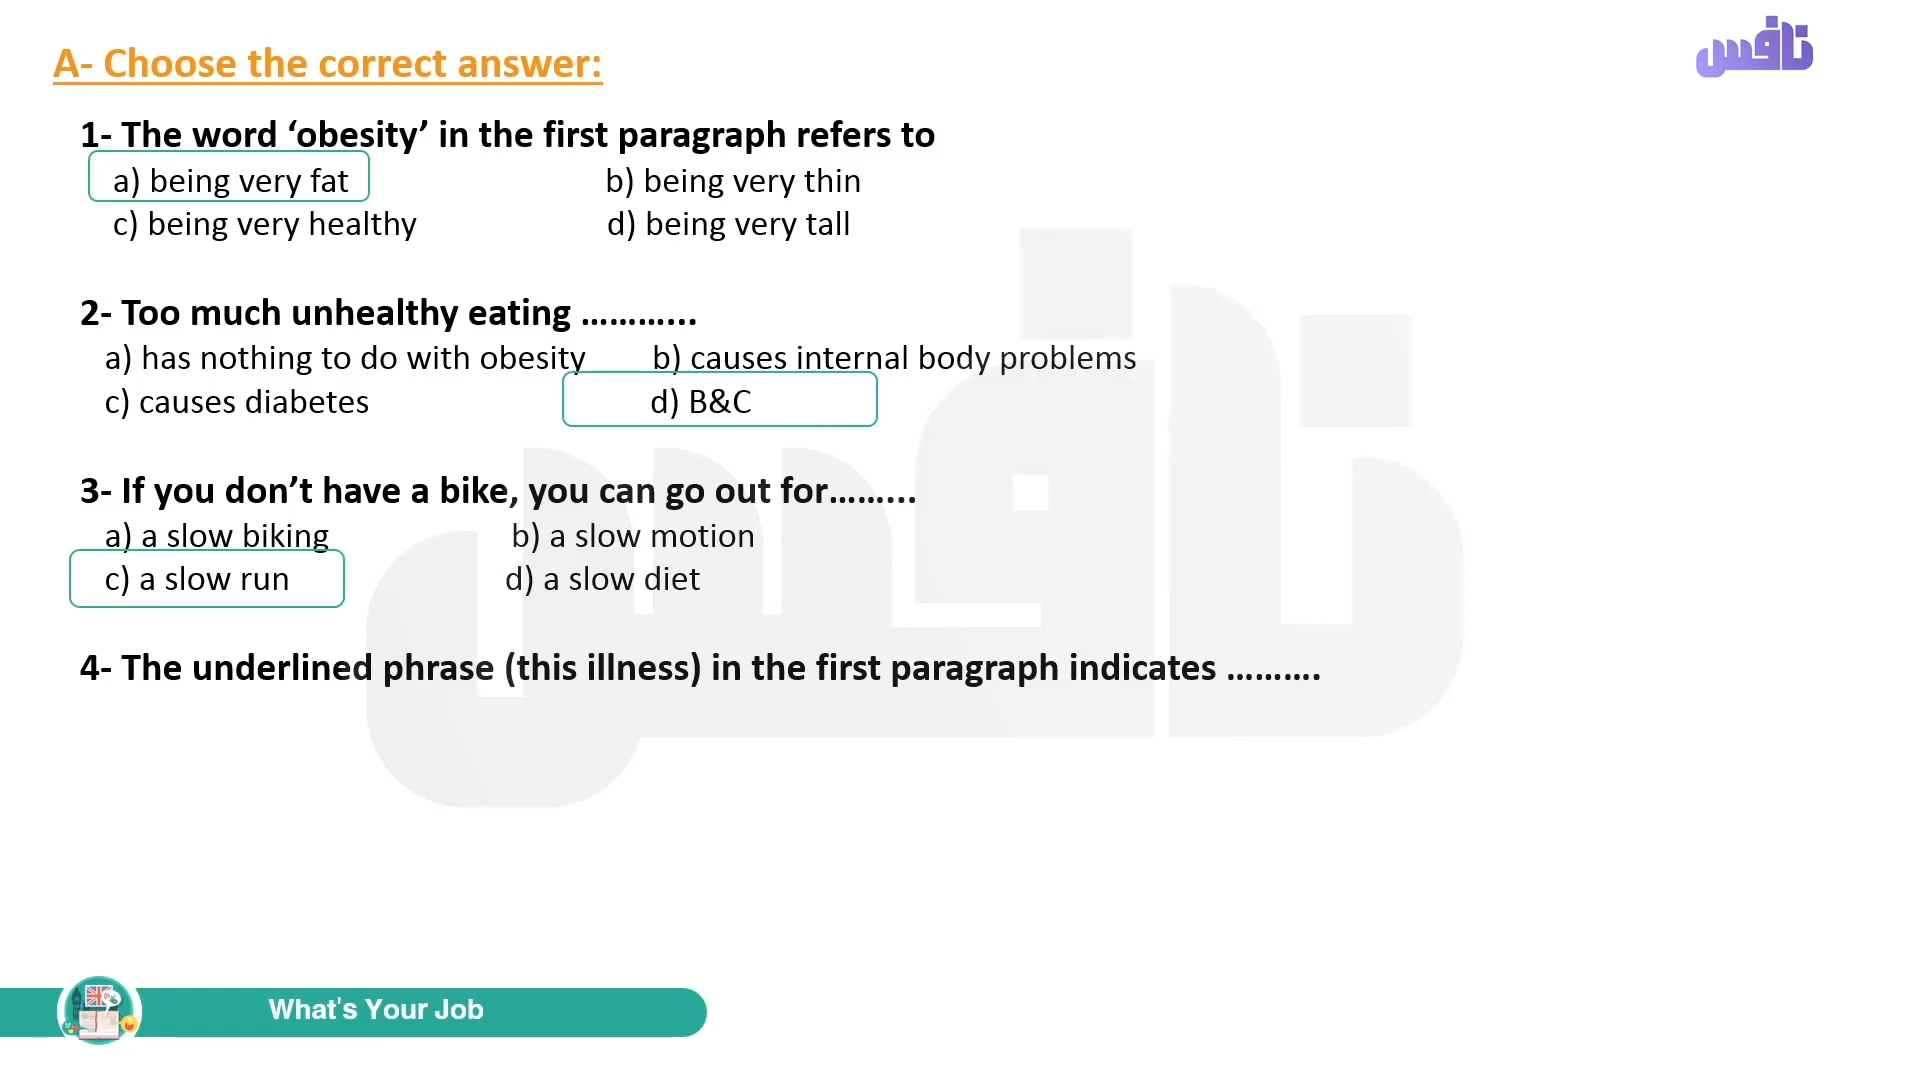 نافس
A- Choose the correct answer:
1- The word ‘obesity’ in the first paragraph refers to
a) being very fat b) being very thin
c) being very healthy d) being very tall
2- Too much unhealthy eating …………...
a) has nothing to do with obesity b) causes internal body problems
c) causes diabetes d) B&C
3- If you don’t have a bike, you can go out for……...
a) a slow biking b) a slow motion
c) a slow run d) a slow diet
4- The underlined phrase (this illness) in the first paragraph indicates ……….
نافس
What's Your Job